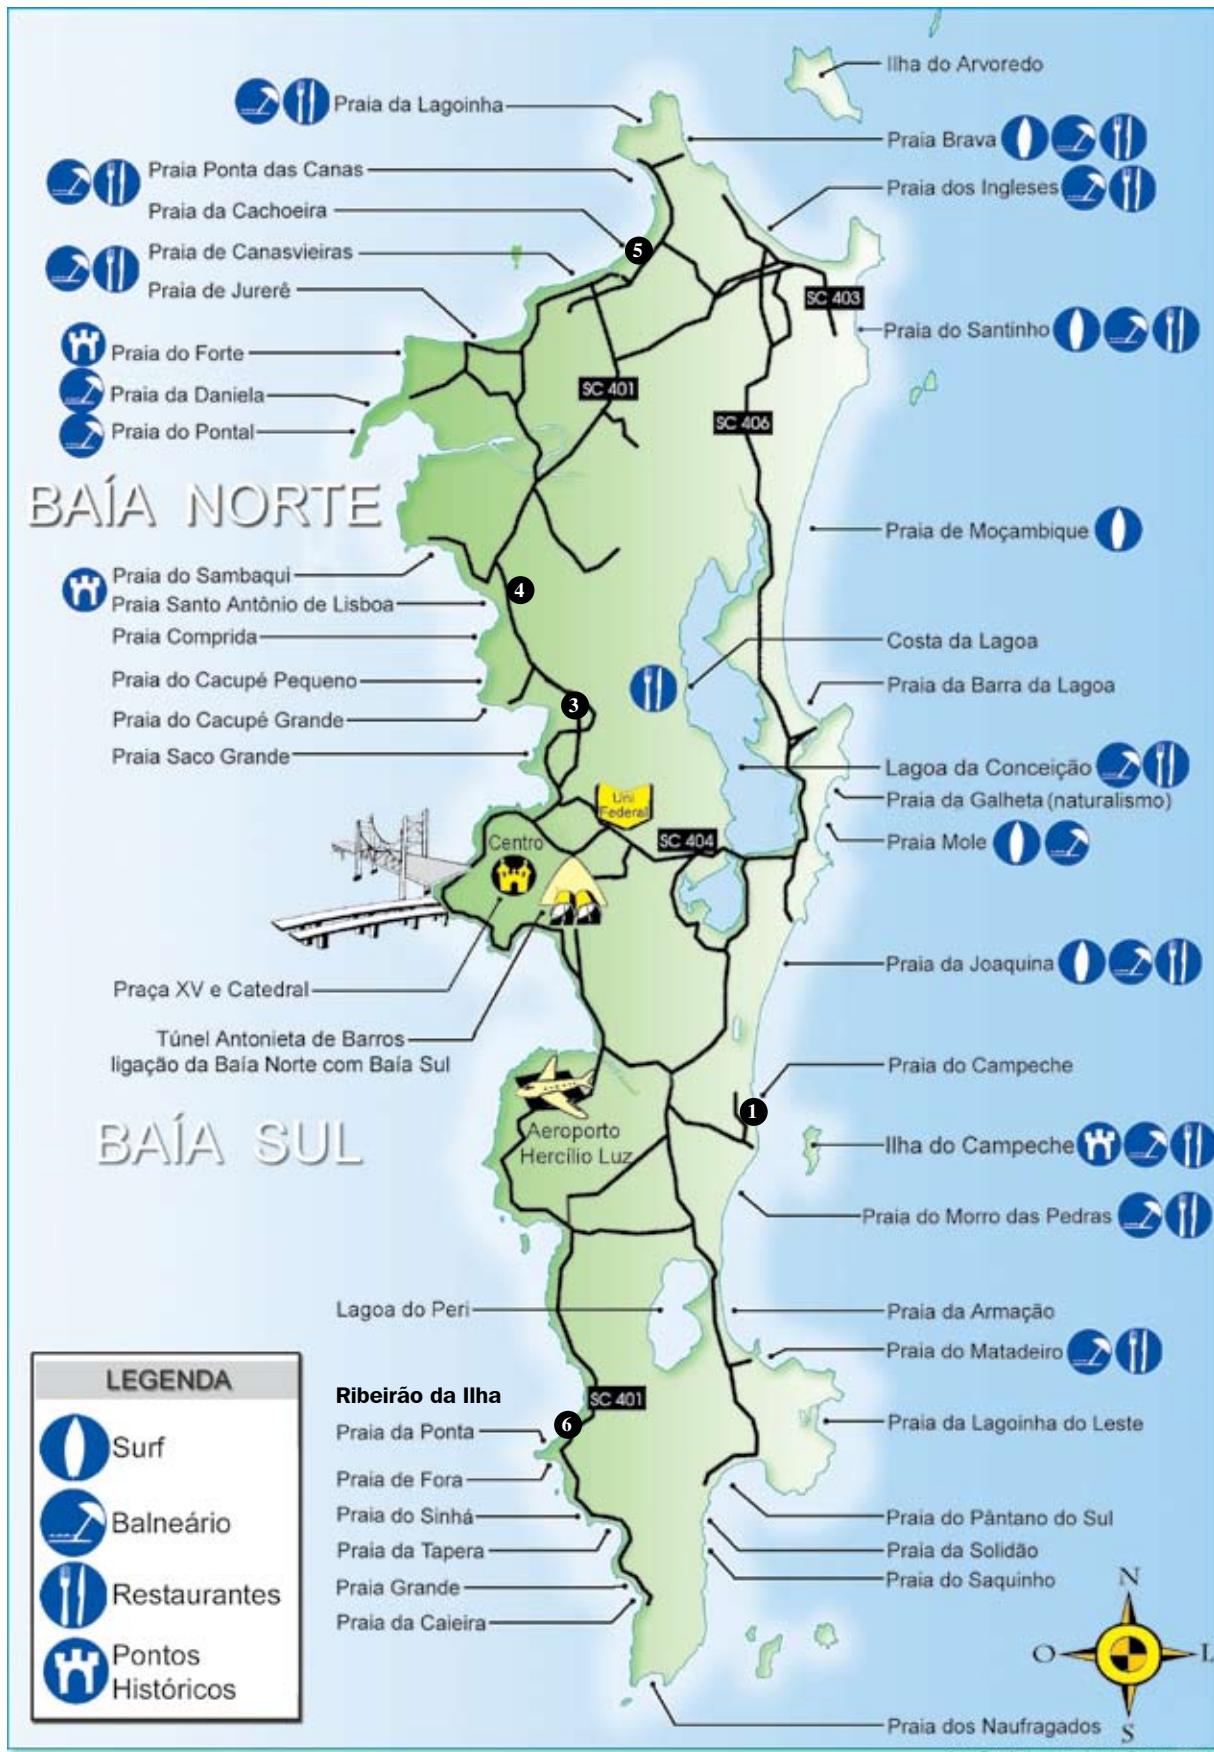 Ilha do Arvoredo
Praia da Lagoinha
Praia Brava
Praia Ponta das Canas
Praia dos Ingleses
Praia da Cachoeira
Praia de Canasvieiras
5
Praia de Jurerê
SC 403
Praia do Santinho
Praia do Forte
Praia da Daniela
SC 401
Praia do Pontal
SC 406
BAÍA NORTE
Praia de Moçambique
Praia do Sambaqui
4
Praia Santo Antônio de Lisboa
Praia Comprida
Costa da Lagoa
Praia do Cacupé Pequeno
Praia da Barra da Lagoa
3
Praia do Cacupé Grande
Praia Saco Grande
Lagoa da Conceição
Praia da Galheta (naturalismo)
Uni
Federal
Centro
SC 404
Praia Mole
Praia da Joaquina
Praça XV e Catedral
Túnel Antonieta de Barros
ligação da Baía Norte com Baía Sul
Praia do Campeche
1
BAÍA SUL
Aeroporto
Hercílio Luz
Ilha do Campeche
Praia do Morro das Pedras
Lagoa do Peri
Praia da Armação
Praia do Matadeiro
Ribeirão da Ilha
SC 401
6
Praia da Ponta
Praia da Lagoinha do Leste
Praia de Fora
Praia do Sinhá
Praia do Pântano do Sul
Praia da Tapera
Praia da Solidão
Praia Grande
Praia do Saquinho
Praia da Caieira
Praia dos Naufragados
LEGENDA
Surf
Balneário
Restaurantes
Pontos
Históricos
N
O
L
S